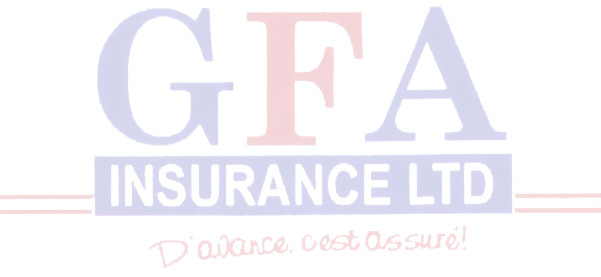 GFA
INSURANCE LTD
D'avance, c'est assuré!